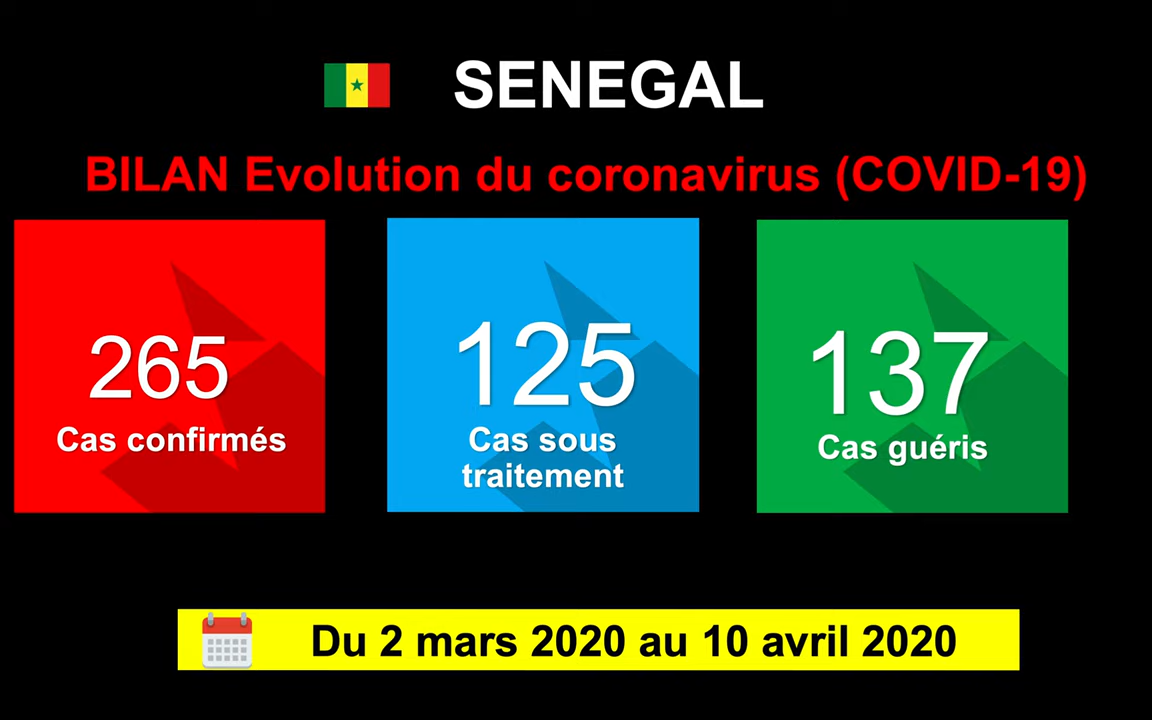 SENEGAL
BILAN Evolution du coronavirus (COVID-19)
265
Cas confirmés
125
Cas sous
traitement
137
Cas guéris
Du 2 mars 2020 au 10 avril 2020